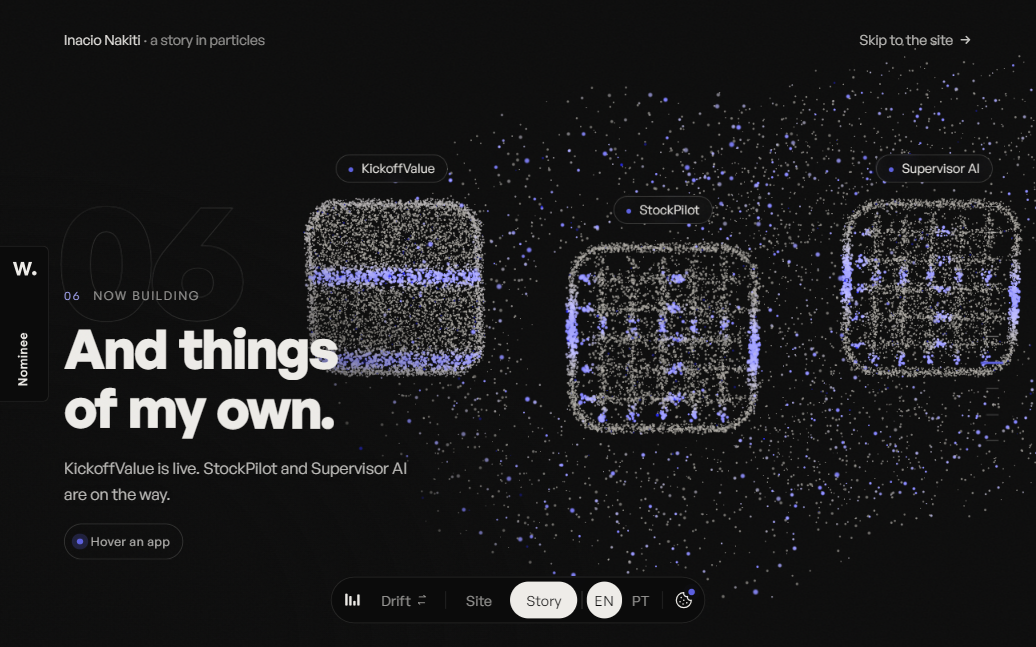 Inacio Nakiti · a story in particles
Skip to the site →
KickoffValue
StockPilot
Supervisor AI
06
W.
Nominee
06 NOW BUILDING
And things
of my own.
KickoffValue is live. StockPilot and Supervisor AI
are on the way.
Hover an app
Drift
Site
Story
EN
PT